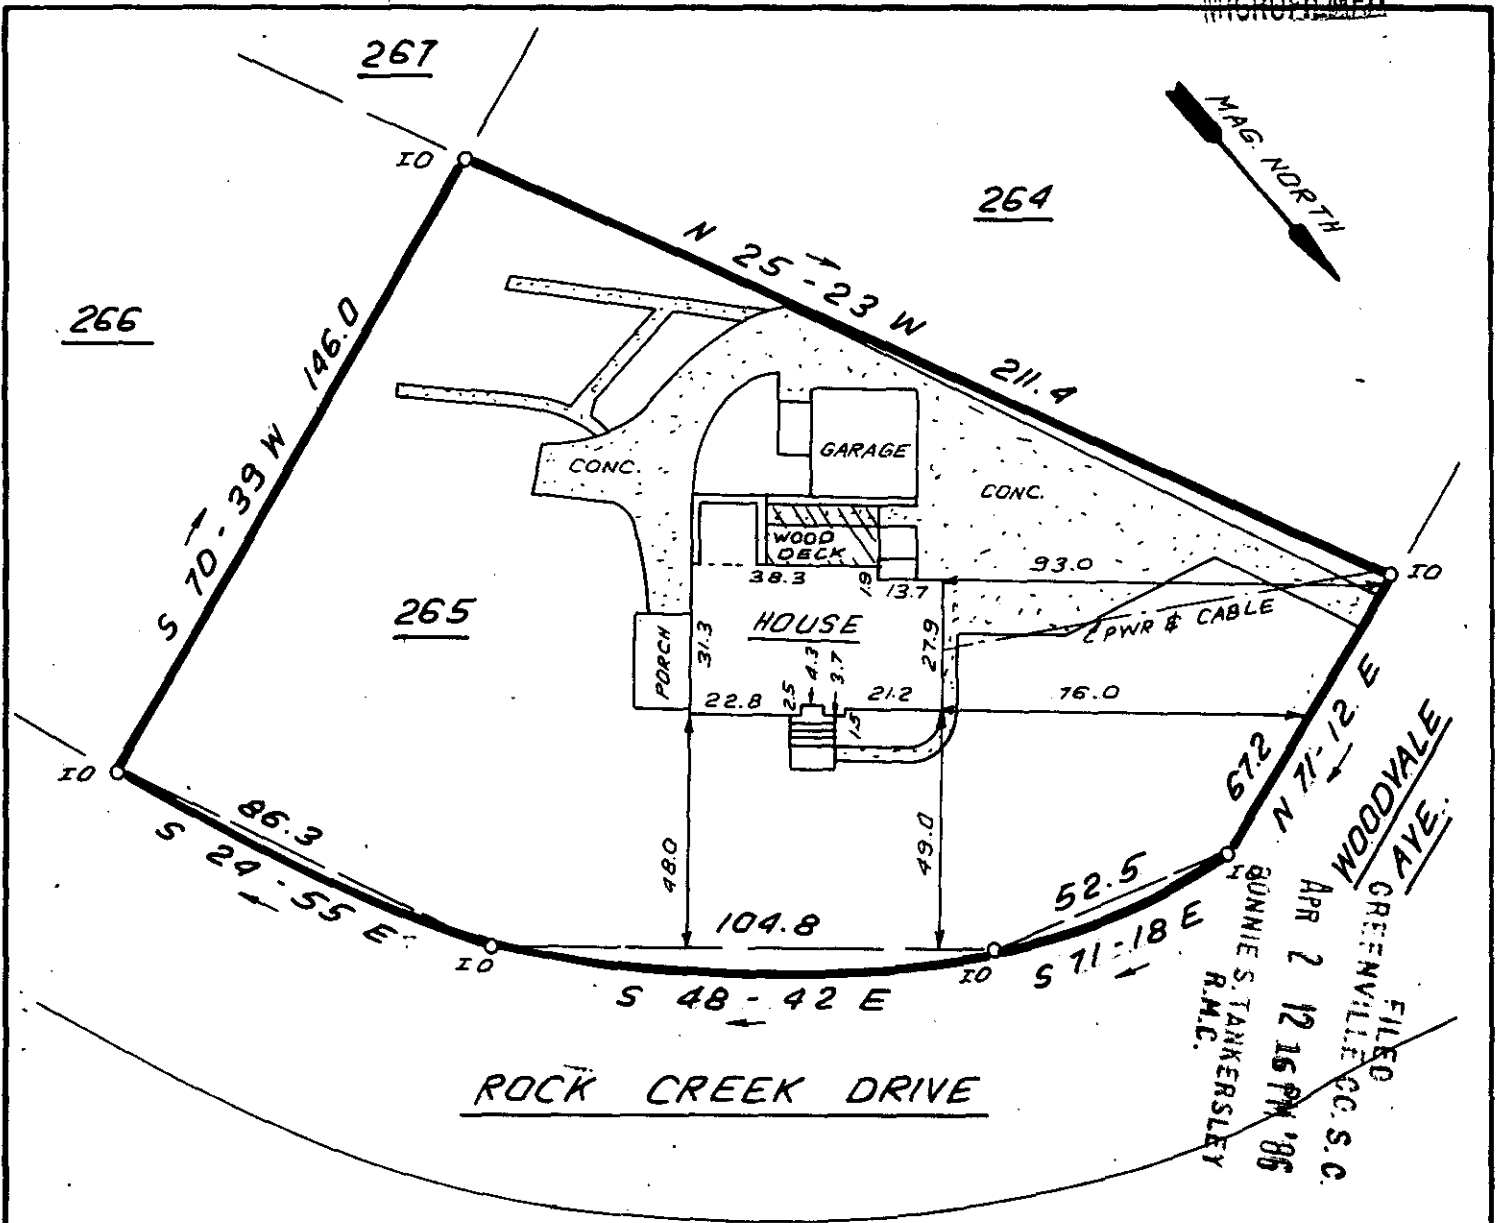 267
IO
264
MAG. NORTH
N 25-23 W
211.4
266
S 70-39 W 146.0
GARAGE
CONC.
CONC.
WOOD
DECK
38.3
1.9
13.7
93.0
IO
265
HOUSE
PORCH
31.3
27.9
PWR & CABLE
4.3
3.7
22.8
2.5
21.2
1.5
76.0
N 71-12 E
67.2
WOODVALE
AVE.
IO
86.3
S 24-55 E
48.0
49.0
104.8
52.5
IO
IO
IO
S 71-18 E
S 48-42 E
ROCK CREEK DRIVE
FILED
GREENVILLE CO. S. C.
APR 2 12 16 PM '86
BONNIE S. TANKERSLEY
R.M.C.